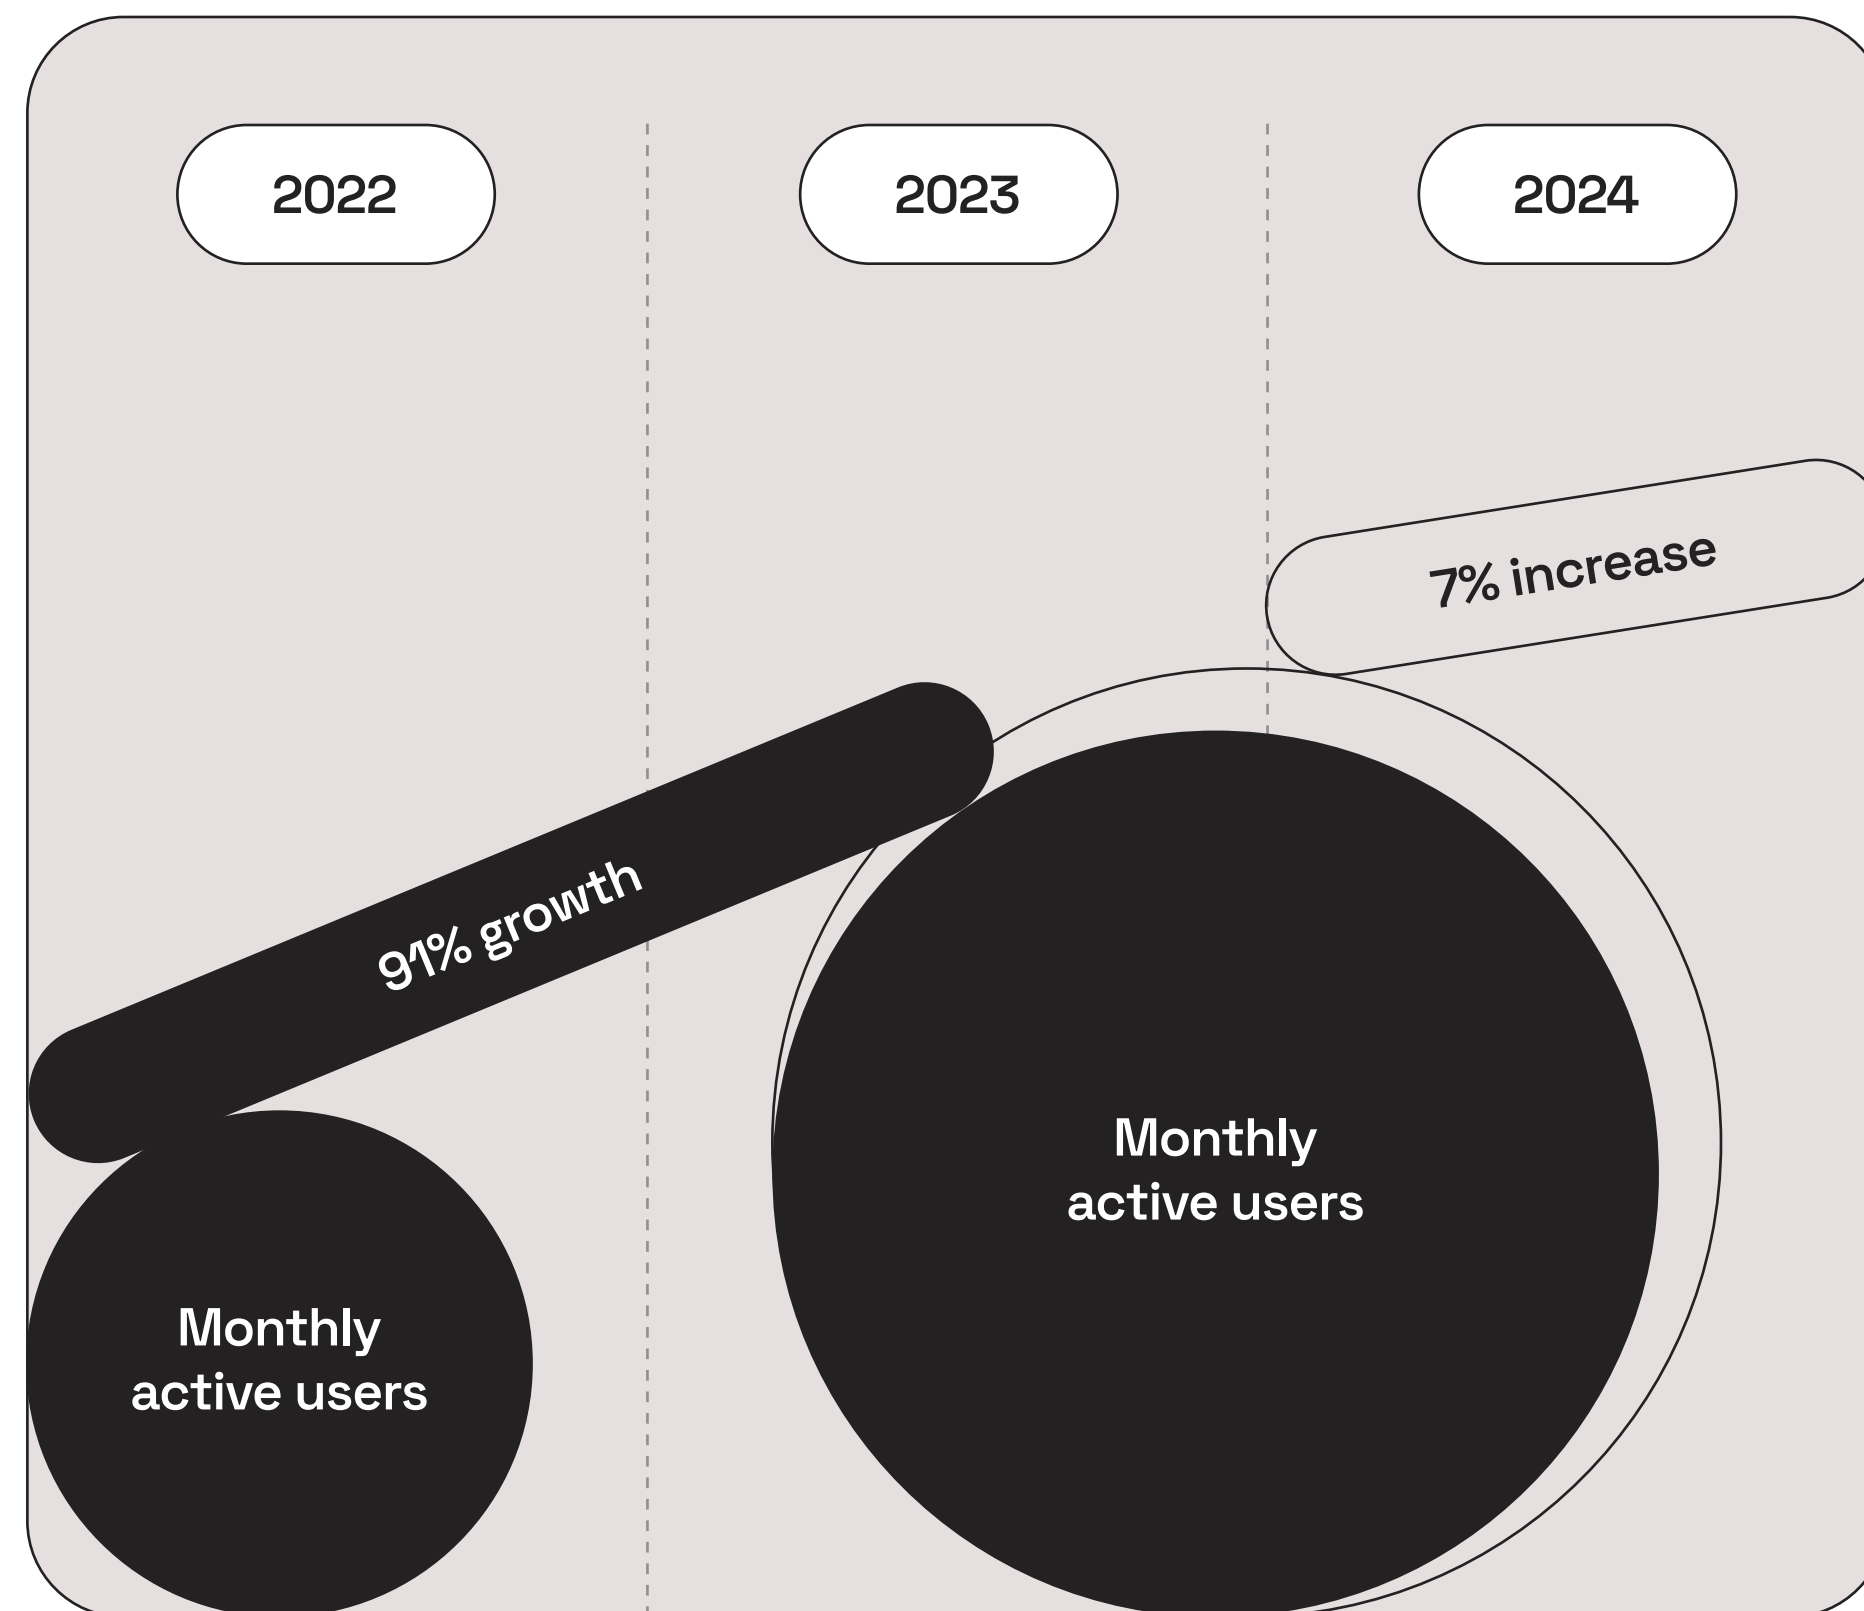 2022
2023
2024
7% increase
91% growth
Monthly
active users
Monthly
active users